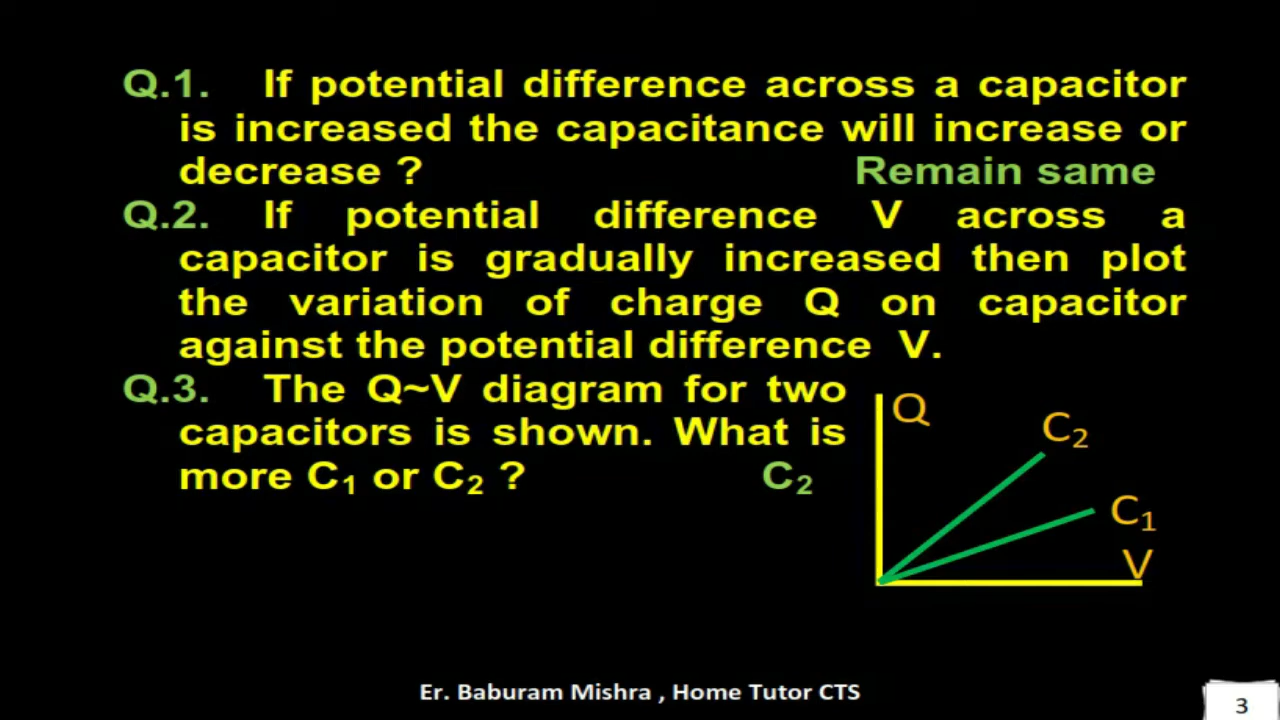 Q.1. If potential difference across a capacitor
is increased the capacitance will increase or
decrease ? Remain same
Q.2. If potential difference V across a
capacitor is gradually increased then plot
the variation of charge Q on capacitor
against the potential difference V.
Q.3. The Q~V diagram for two
capacitors is shown. What is
more C₁ or C₂ ? C₂
Q
C₂
C₁
V
Er. Baburam Mishra , Home Tutor CTS
3